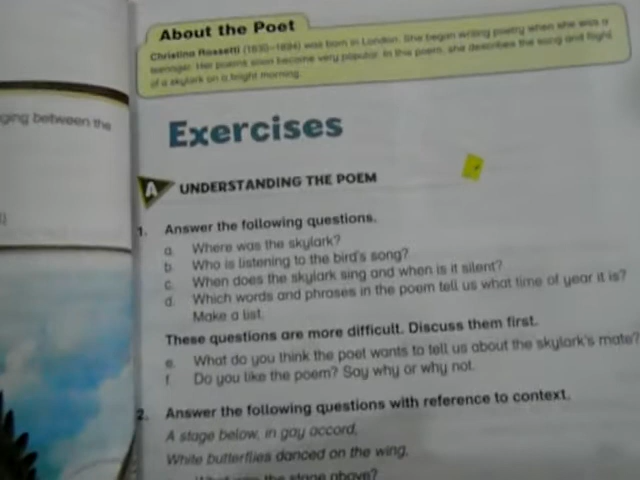 About the Poet
Christina Rossetti (1830–1894) was born in London. She began writing poetry when she was a
teenager. Her poems soon became very popular. In this poem, she describes the song and flight
of a skylark on a bright morning.
ging between the
Exercises
A UNDERSTANDING THE POEM
1. Answer the following questions.
a. Where was the skylark?
b. Who is listening to the bird's song?
c. When does the skylark sing and when is it silent?
d. Which words and phrases in the poem tell us what time of year it is?
Make a list.
These questions are more difficult. Discuss them first.
e. What do you think the poet wants to tell us about the skylark's mate?
f. Do you like the poem? Say why or why not.
2. Answer the following questions with reference to context.
A stage below, in gay accord,
White butterflies danced on the wing,
What was the stage above?